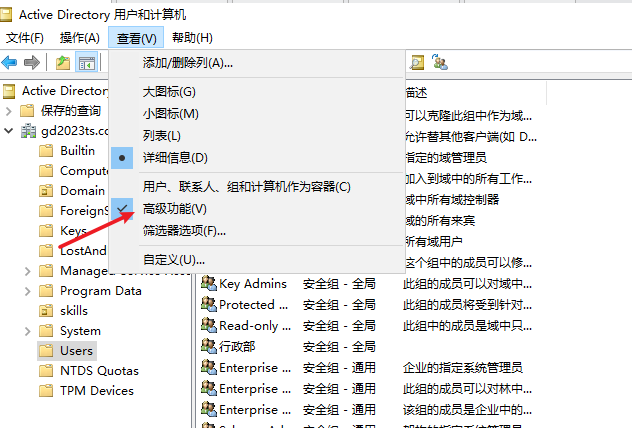 Active Directory 用户和计算机
文件(F) 操作(A) 查看(V) 帮助(H)
添加/删除列(A)...
大图标(G)
小图标(M)
列表(L)
详细信息(D)
用户、联系人、组和计算机作为容器(C)
高级功能(V)
筛选器选项(F)...
自定义(U)...
Active Directory
保存的查询
gd2023ts.co
Builtin
Compute
Domain
ForeignS
Keys
LostAnd
Managed Service Acco
Program Data
skills
System
Users
NTDS Quotas
TPM Devices
描述
可以克隆此组中作为域...
允许替其他客户端(如 D...
指定的域管理员
加入到域中的所有工作...
域中所有域控制器
域的所有来宾
所有域用户
这个组中的成员可以修...
Key Admins 安全组 - 全局 此组的成员可以对域中...
Protected ... 安全组 - 全局 此组的成员将受到针对...
Read-only ... 安全组 - 全局 此组中的成员是域中只...
行政部 安全组 - 全局
Enterprise ... 安全组 - 通用 企业的指定系统管理员
Enterprise ... 安全组 - 通用 此组的成员可以对林中...
Enterprise ... 安全组 - 通用 该组的成员是企业中的...